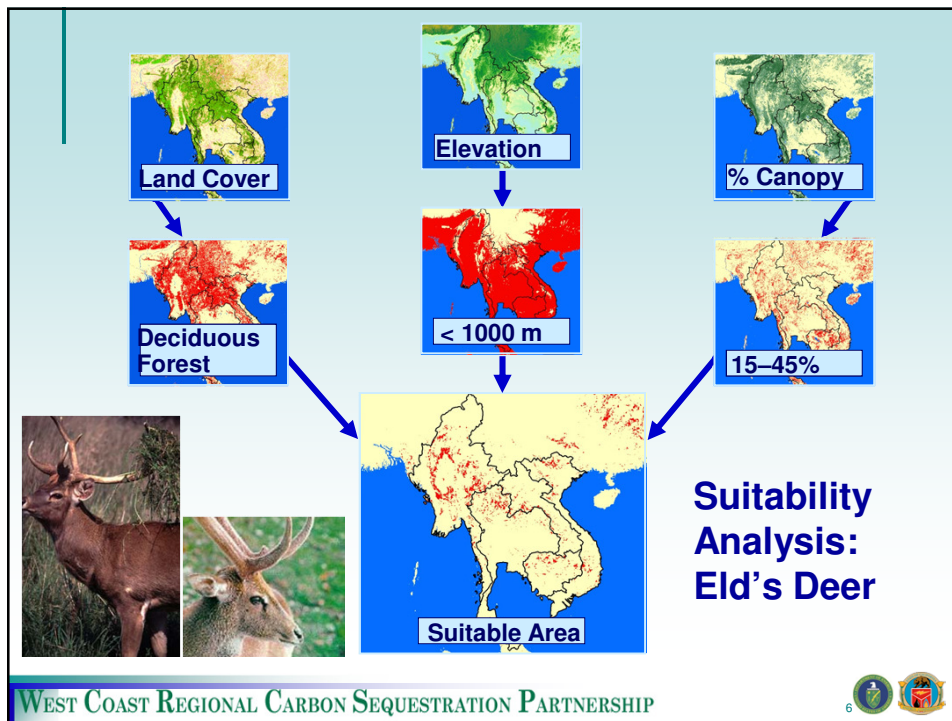 Land Cover
Elevation
% Canopy
Deciduous
Forest
< 1000 m
15–45%
Suitable Area
Suitability
Analysis:
Eld's Deer
WEST COAST REGIONAL CARBON SEQUESTRATION PARTNERSHIP
6